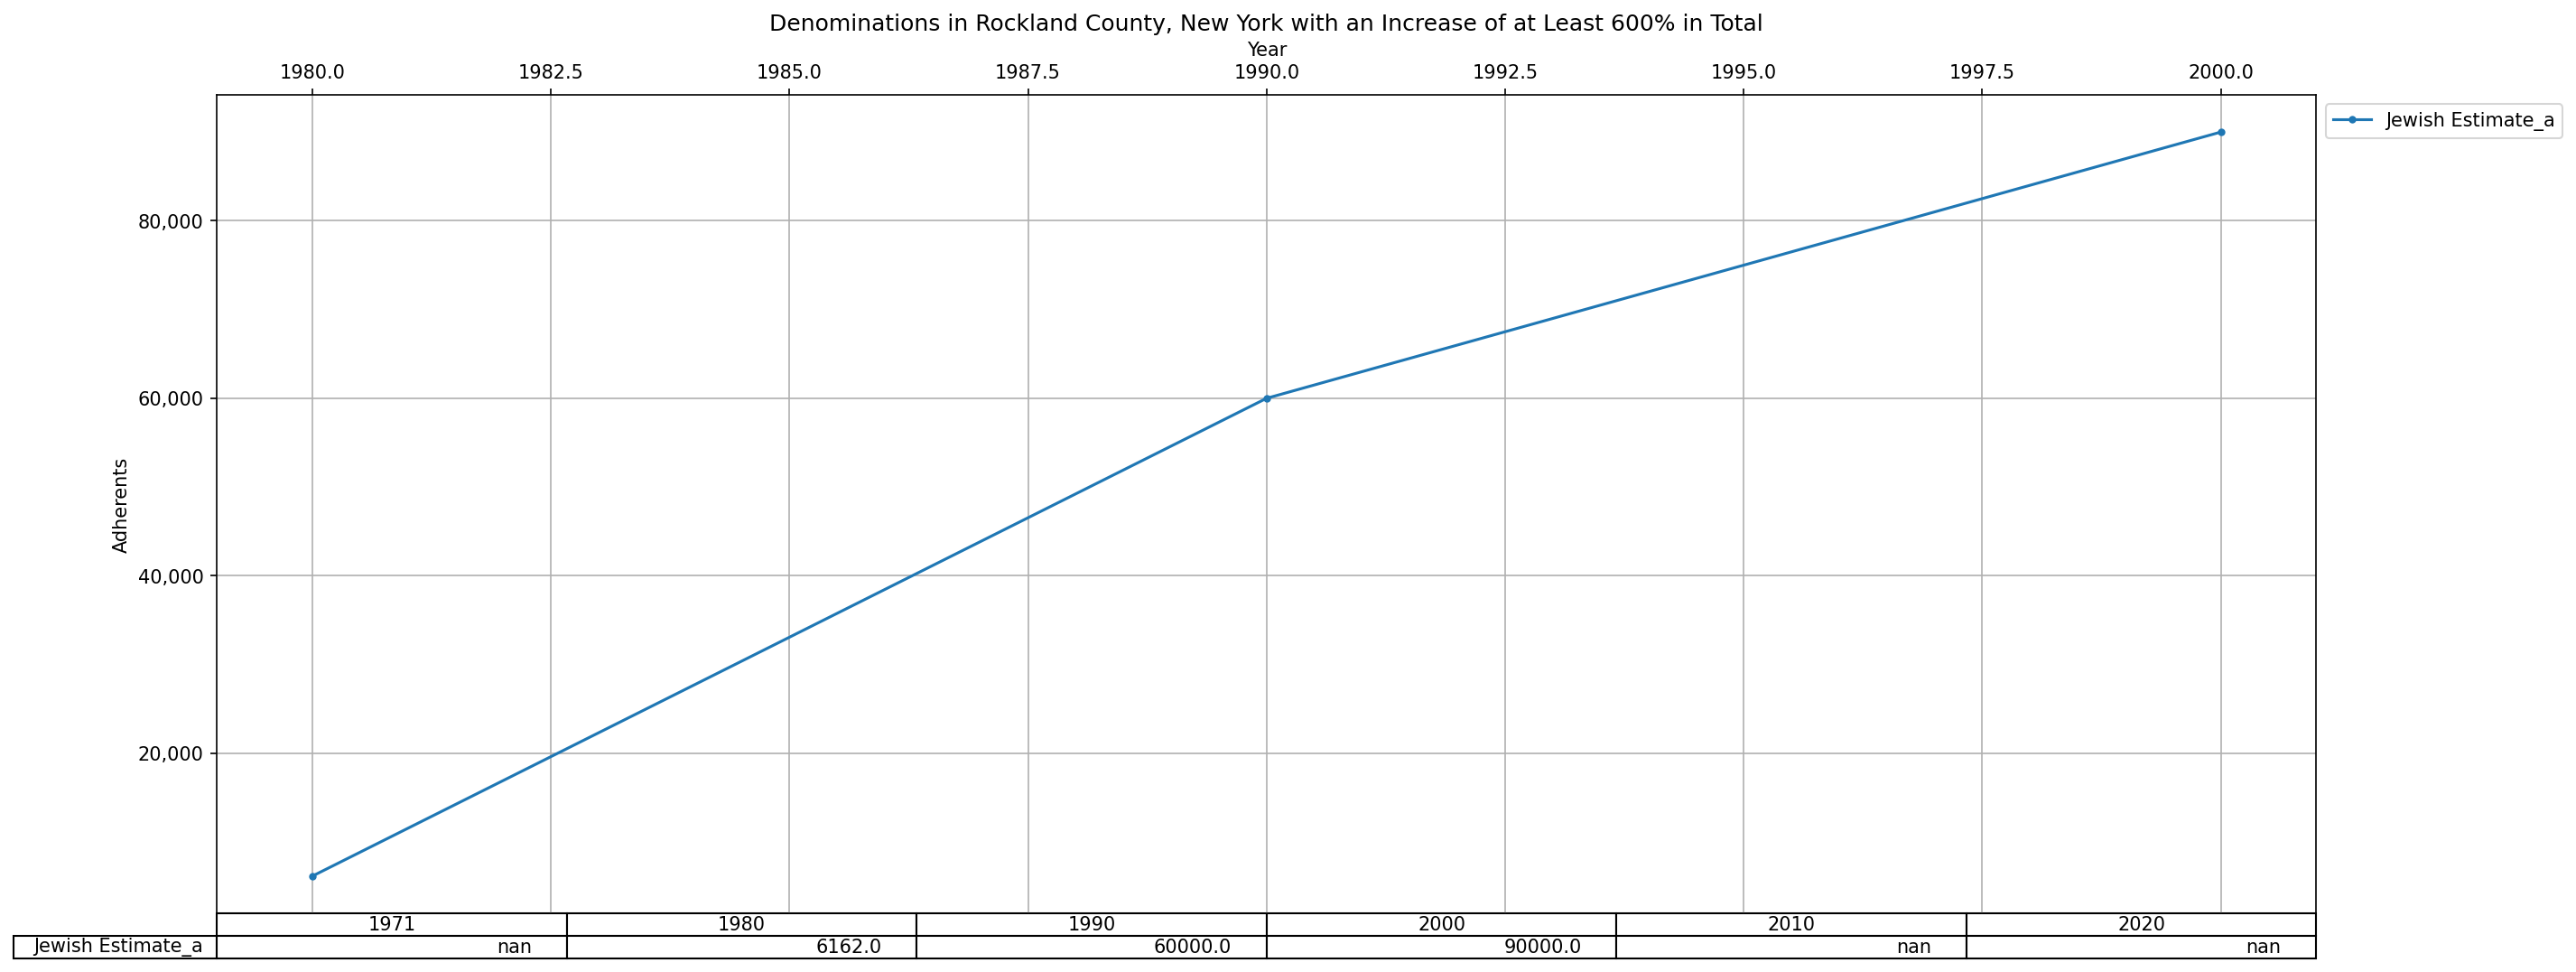 Denominations in Rockland County, New York with an Increase of at Least 600% in Total
Year
1980.0 1982.5 1985.0 1987.5 1990.0 1992.5 1995.0 1997.5 2000.0
Jewish Estimate_a
80,000
60,000
40,000
20,000
Adherents
1971 1980 1990 2000 2010 2020
Jewish Estimate_a nan 6162.0 60000.0 90000.0 nan nan